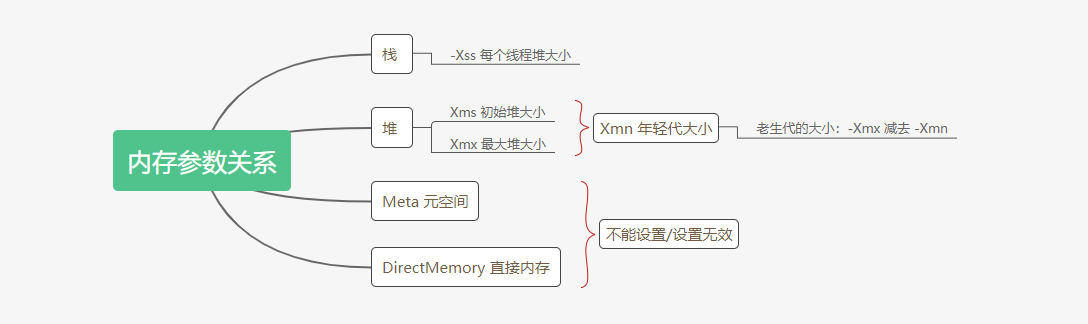 内存参数关系
栈
-Xss 每个线程堆大小
堆
Xms 初始堆大小
Xmx 最大堆大小
Xmn 年轻代大小
老生代的大小：-Xmx 减去 -Xmn
Meta 元空间
DirectMemory 直接内存
不能设置/设置无效